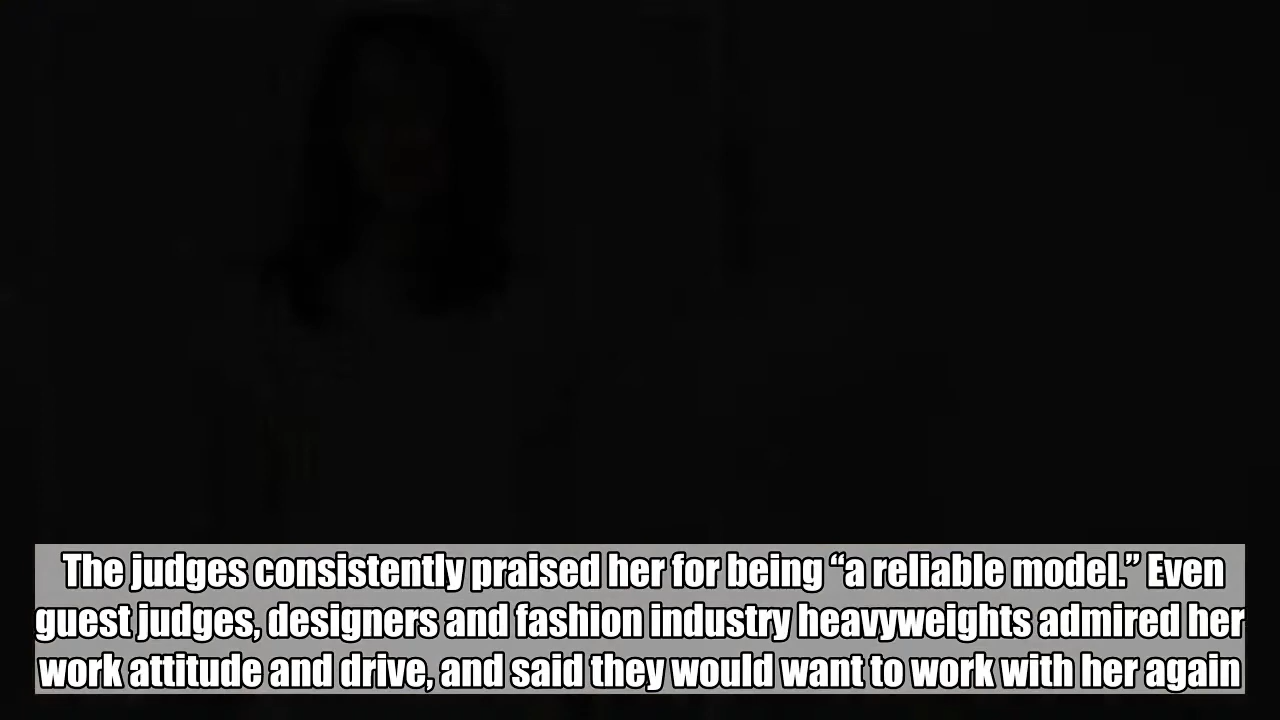 The judges consistently praised her for being “a reliable model.” Even
guest judges, designers and fashion industry heavyweights admired her
work attitude and drive, and said they would want to work with her again